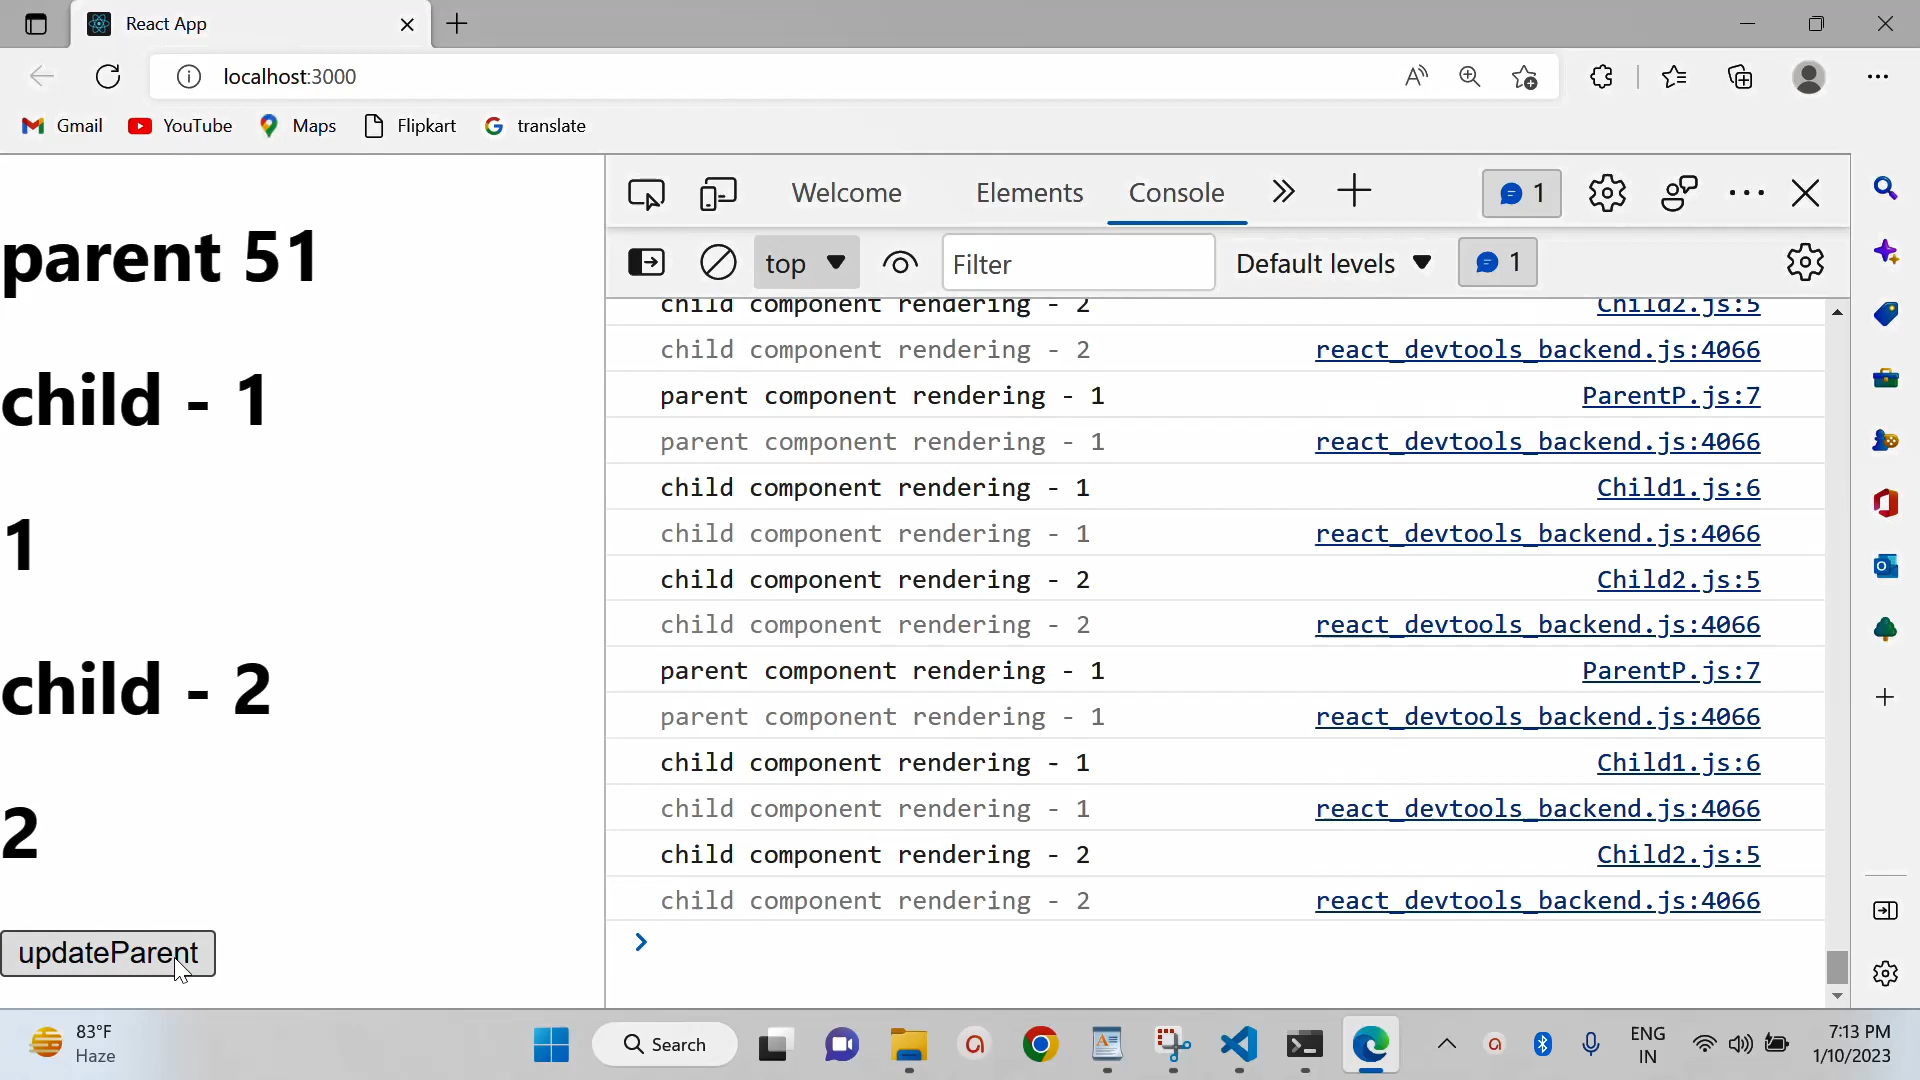 React App
localhost:3000
Gmail YouTube Maps Flipkart translate
parent 51
child - 1
1
child - 2
2
updateParent
Welcome Elements Console 1
top Filter Default levels 1
child component rendering - 2 Child2.js:5
child component rendering - 2 react_devtools_backend.js:4066
parent component rendering - 1 ParentP.js:7
parent component rendering - 1 react_devtools_backend.js:4066
child component rendering - 1 Child1.js:6
child component rendering - 1 react_devtools_backend.js:4066
child component rendering - 2 Child2.js:5
child component rendering - 2 react_devtools_backend.js:4066
parent component rendering - 1 ParentP.js:7
parent component rendering - 1 react_devtools_backend.js:4066
child component rendering - 1 Child1.js:6
child component rendering - 1 react_devtools_backend.js:4066
child component rendering - 2 Child2.js:5
child component rendering - 2 react_devtools_backend.js:4066
83°F
Haze
Search
ENG
IN
7:13 PM
1/10/2023